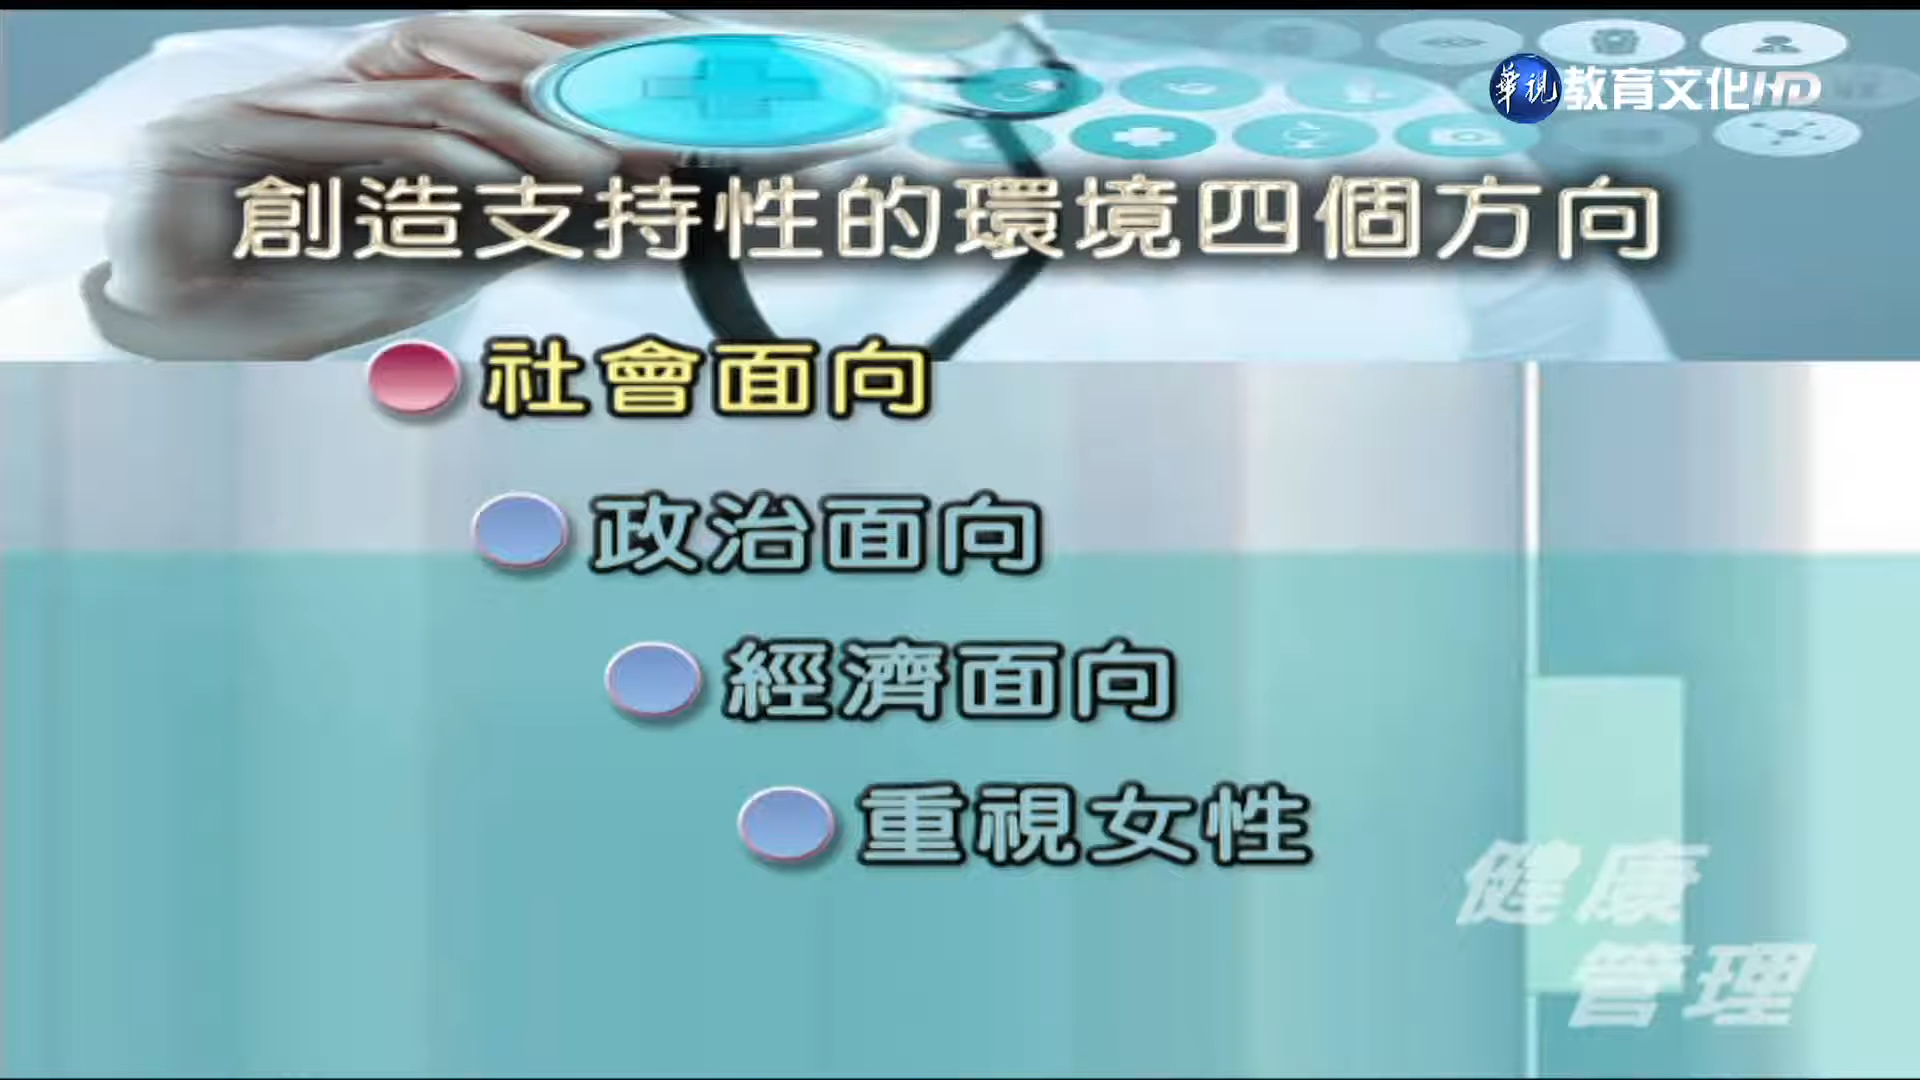 華視教育文化HD
創造支持性的環境四個方向
社會面向
政治面向
經濟面向
重視女性
健康
管理